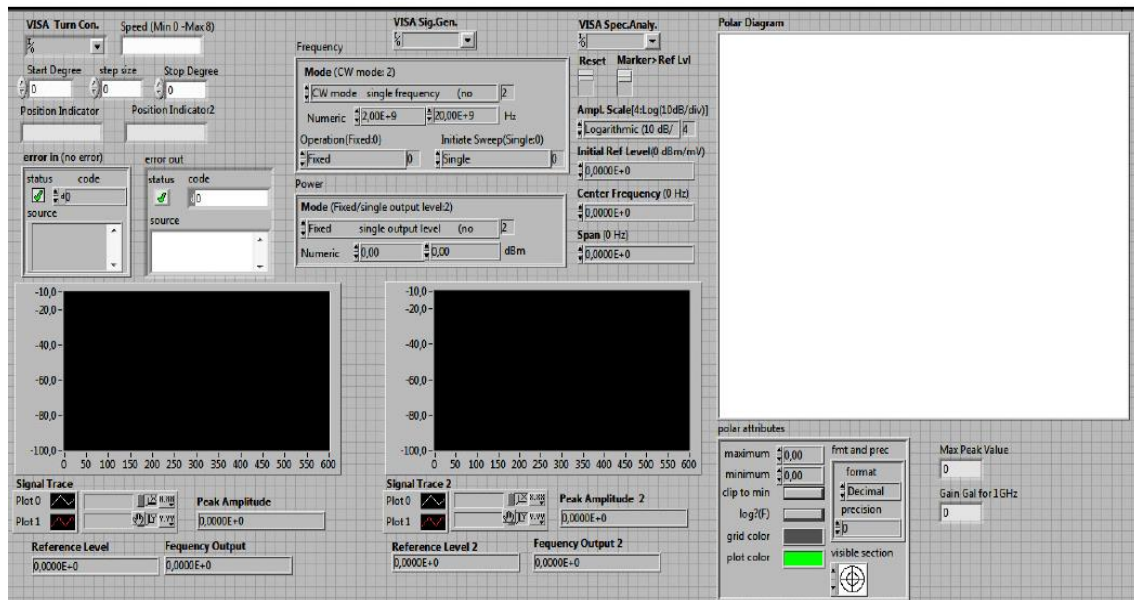 VISA Turn Con.
Speed (Min 0 -Max 8)
Start Degree
step size
Stop Degree
0
0
0
Position Indicator
Position Indicator2
error in (no error)
status
code
0
source
error out
status
code
d0
source
VISA Sig.Gen.
Frequency
Mode (CW mode: 2)
CW mode single frequency (no
2
Numeric
2,00E+9
20,00E+9
Hz
Operation(Fixed:0)
Initiate Sweep(Single:0)
Fixed
0
Single
0
Power
Mode (Fixed/single output level:2)
Fixed single output level (no
2
Numeric
0,00
0,00
dBm
VISA Spec.Analy.
Reset
Marker>Ref Lvl
Ampl. Scale[4:Log(10dB/div)]
Logarithmic (10 dB/
4
Initial Ref Level(0 dBm/mV)
0,0000E+0
Center Frequency (0 Hz)
0,0000E+0
Span (0 Hz)
0,0000E+0
Polar Diagram
-10,0
-20,0
-40,0
-60,0
-80,0
-100,0
0 50 100 150 200 250 300 350 400 450 500 550 600
Signal Trace
Plot 0
Plot 1
X.XX
Y.YY
Peak Amplitude
0,0000E+0
Reference Level
Fequency Output
0,0000E+0
0,0000E+0
-10,0
-20,0
-40,0
-60,0
-80,0
-100,0
0 50 100 150 200 250 300 350 400 450 500 550 600
Signal Trace 2
Plot 0
Plot 1
X.XX
Y.YY
Peak Amplitude 2
0,0000E+0
Reference Level 2
Fequency Output 2
0,0000E+0
0,0000E+0
polar attributes
maximum
0,00
minimum
0,00
clip to min
log?(F)
grid color
plot color
fmt and prec
format
Decimal
precision
0
visible section
Max Peak Value
0
Gain Gal for 1GHz
0